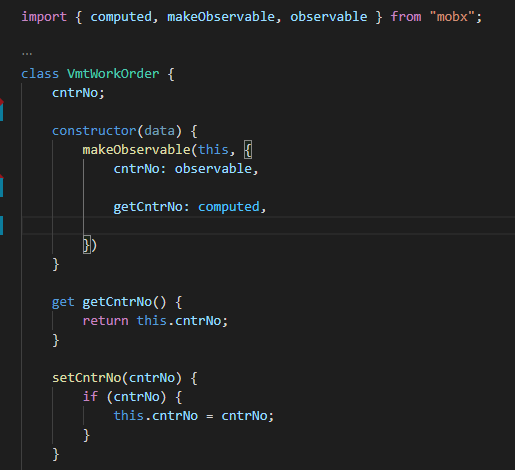 import { computed, makeObservable, observable } from "mobx";
...
class VmtWorkOrder {
cntrNo;
constructor(data) {
makeObservable(this, {
cntrNo: observable,
getCntrNo: computed,
})
}
get getCntrNo() {
return this.cntrNo;
}
setCntrNo(cntrNo) {
if (cntrNo) {
this.cntrNo = cntrNo;
}
}